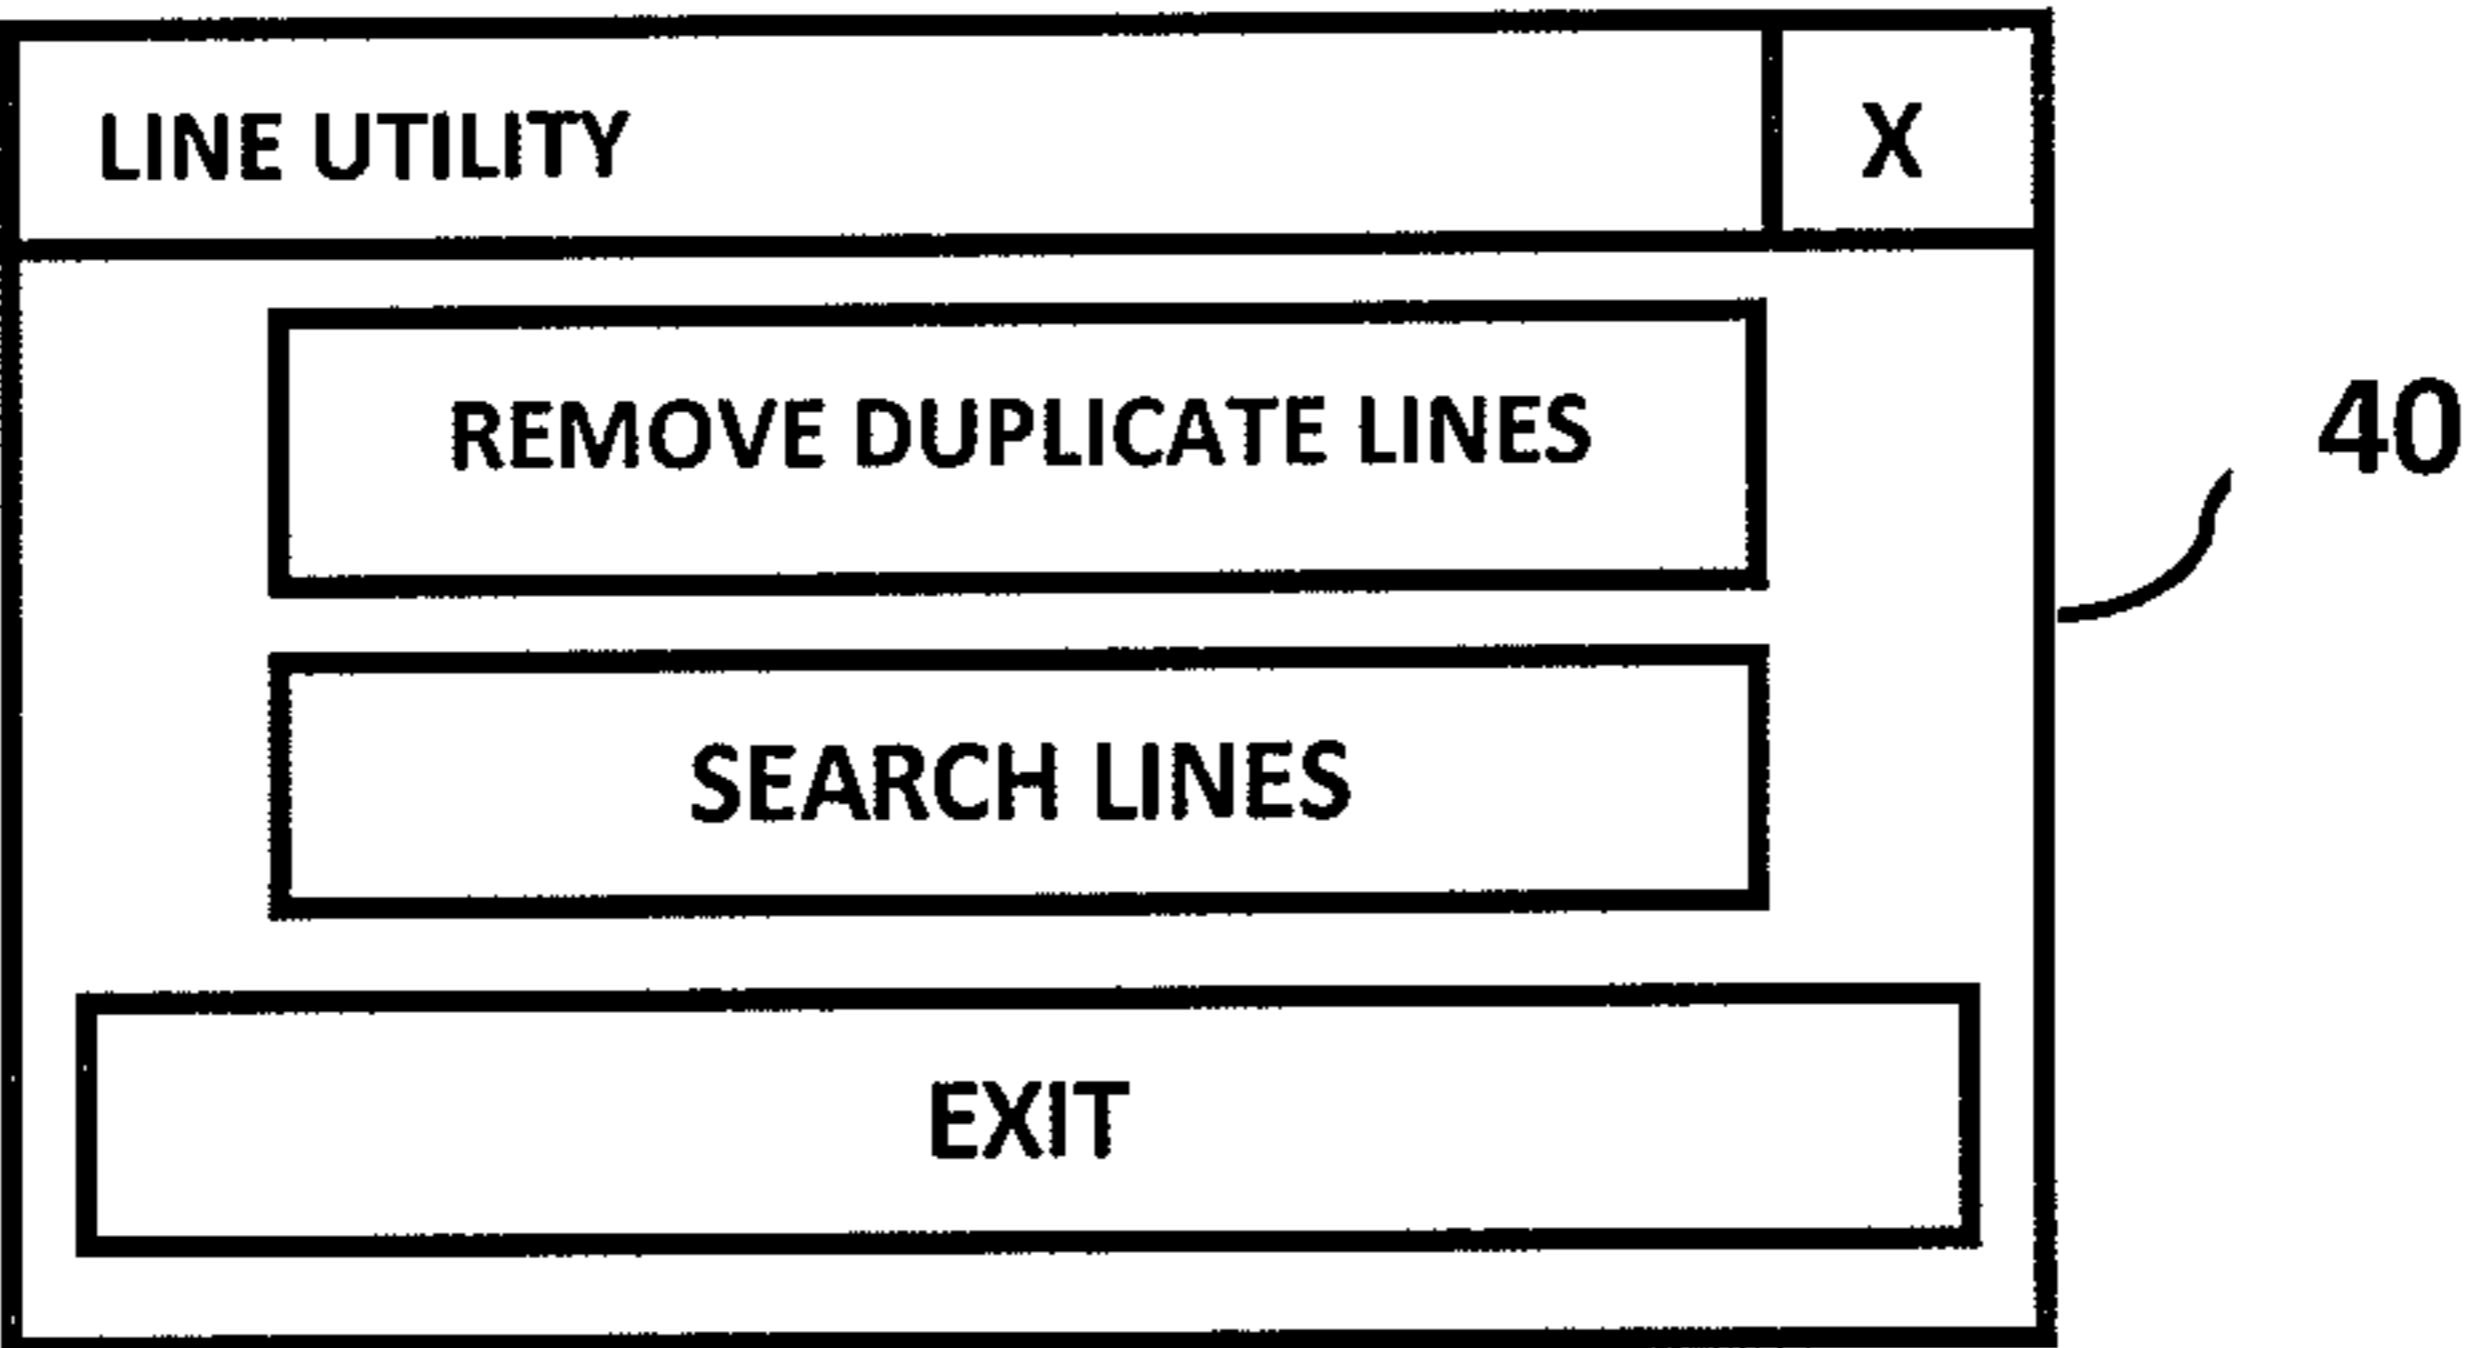 LINE UTILITY X
REMOVE DUPLICATE LINES
40
SEARCH LINES
EXIT